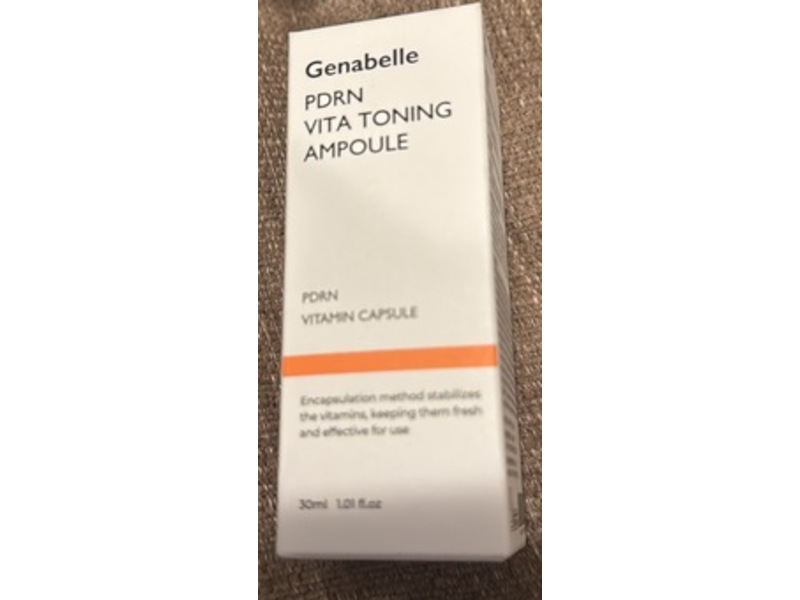 Genabelle
PDRN
VITA TONING
AMPOULE
PDRN
VITAMIN CAPSULE
Encapsulation method stabilizes
the vitamins, keeping them fresh
and effective for use
30ml 1.01 fl.oz